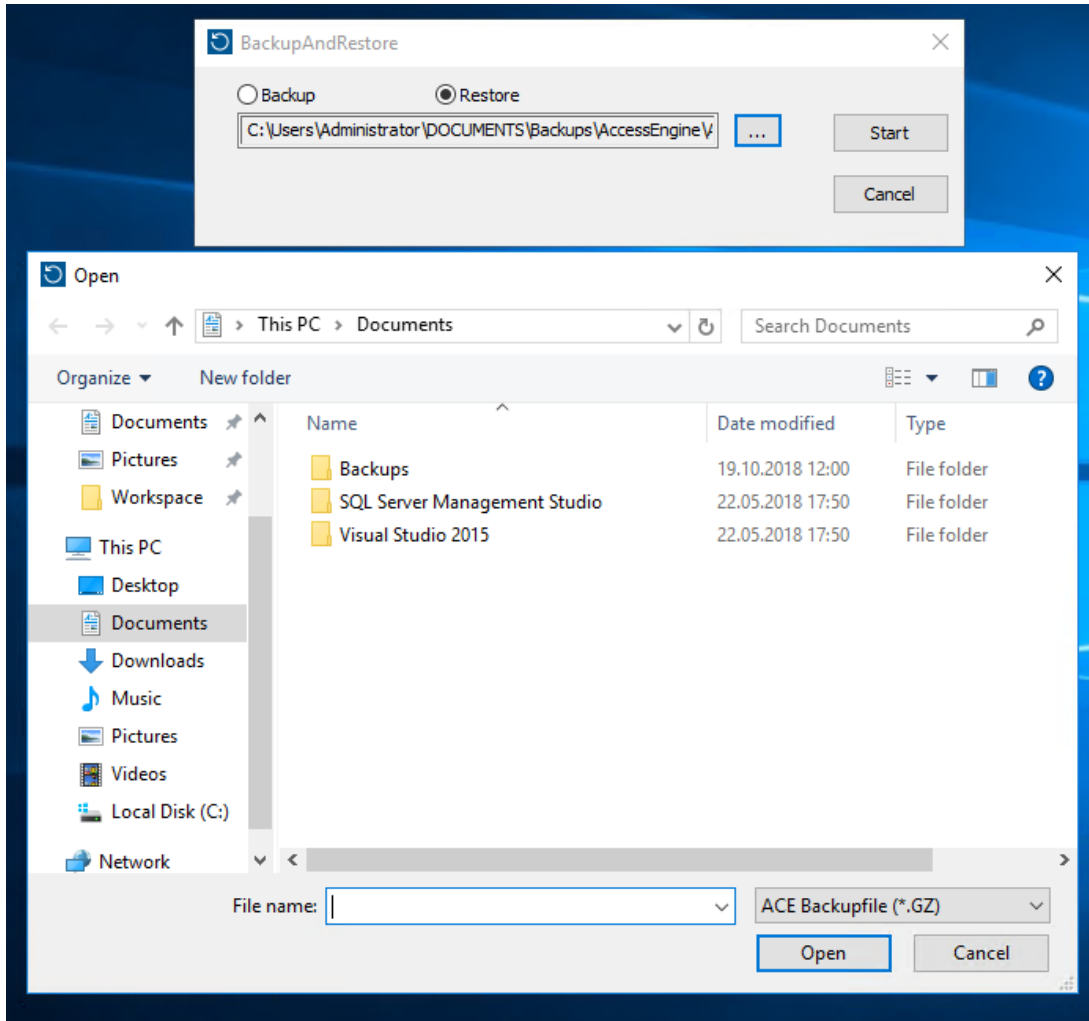 BackupAndRestore
Backup Restore
C:\Users\Administrator\DOCUMENTS\Backups\AccessEngine\ ... Start
Cancel
Open
This PC > Documents Search Documents
Organize New folder
Documents Name Date modified Type
Pictures Backups 19.10.2018 12:00 File folder
Workspace SQL Server Management Studio 22.05.2018 17:50 File folder
This PC Visual Studio 2015 22.05.2018 17:50 File folder
Desktop
Documents
Downloads
Music
Pictures
Videos
Local Disk (C:)
Network
File name: ACE Backupfile (*.GZ)
Open Cancel